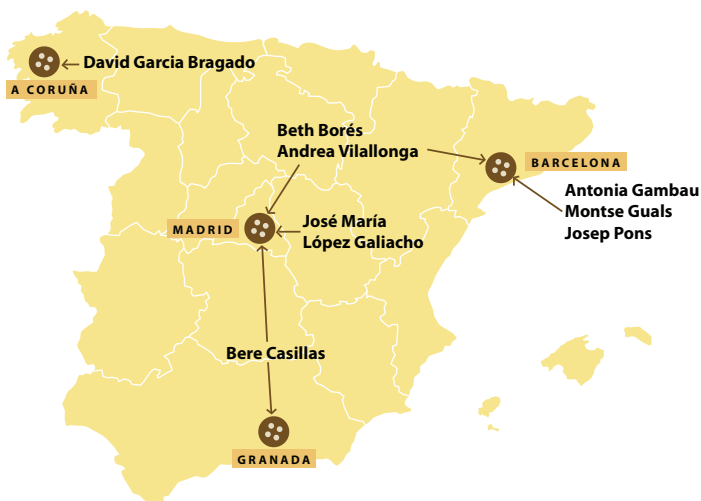 David Garcia Bragado
A CORUÑA
Beth Borés
Andrea Vilallonga
BARCELONA
Antonia Gambau
Montse Guals
Josep Pons
José María
López Galiacho
MADRID
Bere Casillas
GRANADA